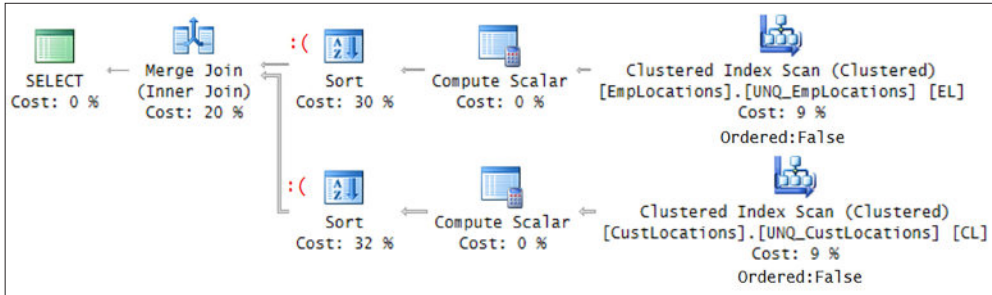 SELECT
Cost: 0 %
Merge Join
(Inner Join)
Cost: 20 %
:(
Sort
Cost: 30 %
Compute Scalar
Cost: 0 %
Clustered Index Scan (Clustered)
[EmpLocations].[UNQ_EmpLocations] [EL]
Cost: 9 %
Ordered:False
:(
Sort
Cost: 32 %
Compute Scalar
Cost: 0 %
Clustered Index Scan (Clustered)
[CustLocations].[UNQ_CustLocations] [CL]
Cost: 9 %
Ordered:False